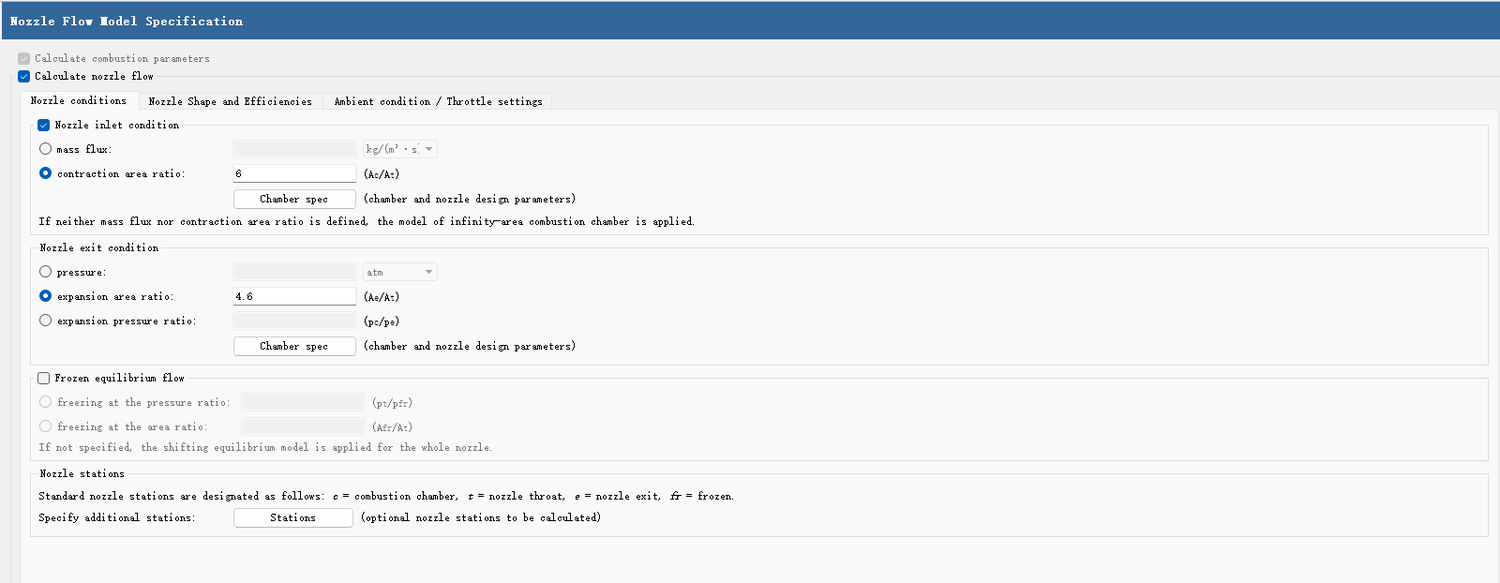 Nozzle Flow Model Specification
Calculate combustion parameters
Calculate nozzle flow
Nozzle conditions Nozzle Shape and Efficiencies Ambient condition / Throttle settings
Nozzle inlet condition
mass flux: kg/(m²·s)
contraction area ratio: 6 (Ac/At)
Chamber spec (chamber and nozzle design parameters)
If neither mass flux nor contraction area ratio is defined, the model of infinity-area combustion chamber is applied.
Nozzle exit condition
pressure: atm
expansion area ratio: 4.6 (Ae/At)
expansion pressure ratio: (pc/pe)
Chamber spec (chamber and nozzle design parameters)
Frozen equilibrium flow
freezing at the pressure ratio: (pt/pfr)
freezing at the area ratio: (Afr/At)
If not specified, the shifting equilibrium model is applied for the whole nozzle.
Nozzle stations
Standard nozzle stations are designated as follows: c = combustion chamber, t = nozzle throat, e = nozzle exit, fr = frozen.
Specify additional stations: Stations (optional nozzle stations to be calculated)